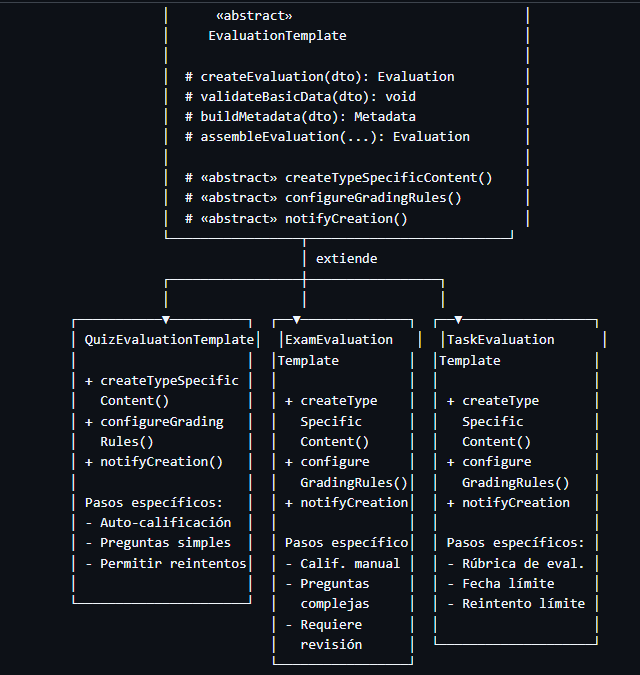 «abstract»
EvaluationTemplate
# createEvaluation(dto): Evaluation
# validateBasicData(dto): void
# buildMetadata(dto): Metadata
# assembleEvaluation(...): Evaluation
# «abstract» createTypeSpecificContent()
# «abstract» configureGradingRules()
# «abstract» notifyCreation()
extiende
QuizEvaluationTemplate
+ createTypeSpecific
Content()
+ configureGrading
Rules()
+ notifyCreation()
Pasos específicos:
- Auto-calificación
- Preguntas simples
- Permitir reintentos
ExamEvaluation
Template
+ createType
Specific
Content()
+ configure
GradingRules()
+ notifyCreation
Pasos específico
- Calif. manual
- Preguntas
complejas
- Requiere
revisión
TaskEvaluation
Template
+ createType
Specific
Content()
+ configure
GradingRules()
+ notifyCreation
Pasos específicos:
- Rúbrica de eval.
- Fecha límite
- Reintento límite